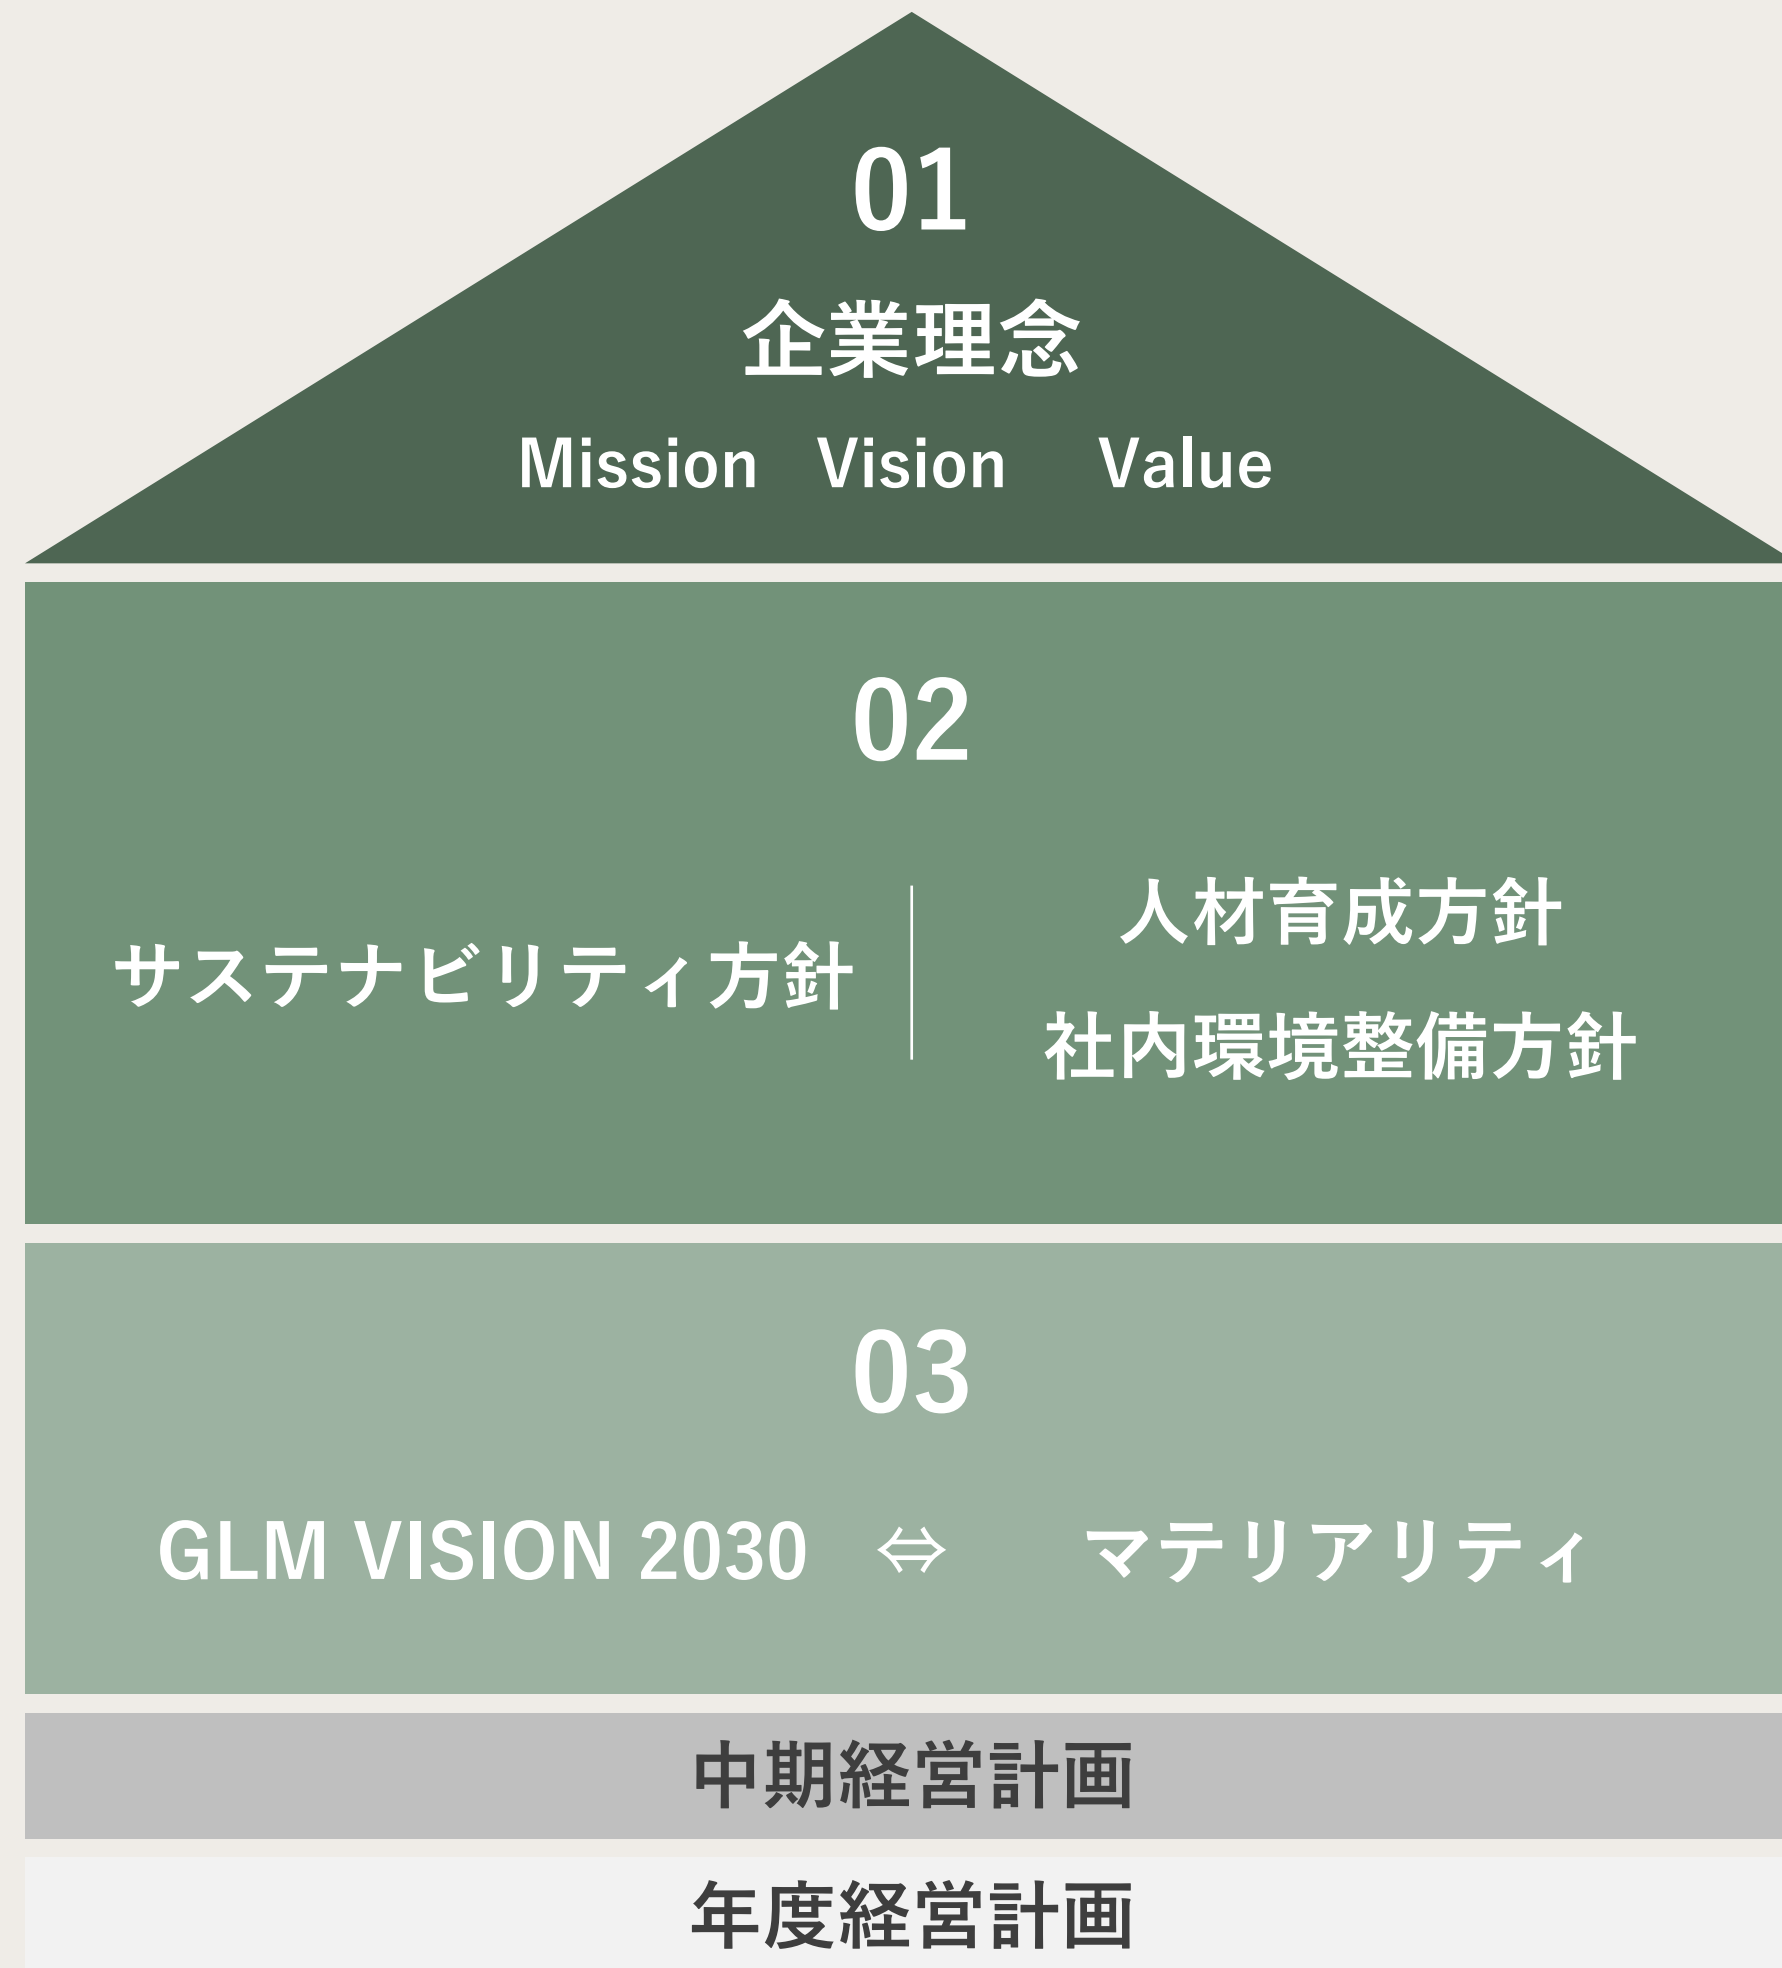 01
企業理念
Mission Vision Value
02
サステナビリティ方針
人材育成方針
社内環境整備方針
03
GLM VISION 2030 ⇔ マテリアリティ
中期経営計画
年度経営計画